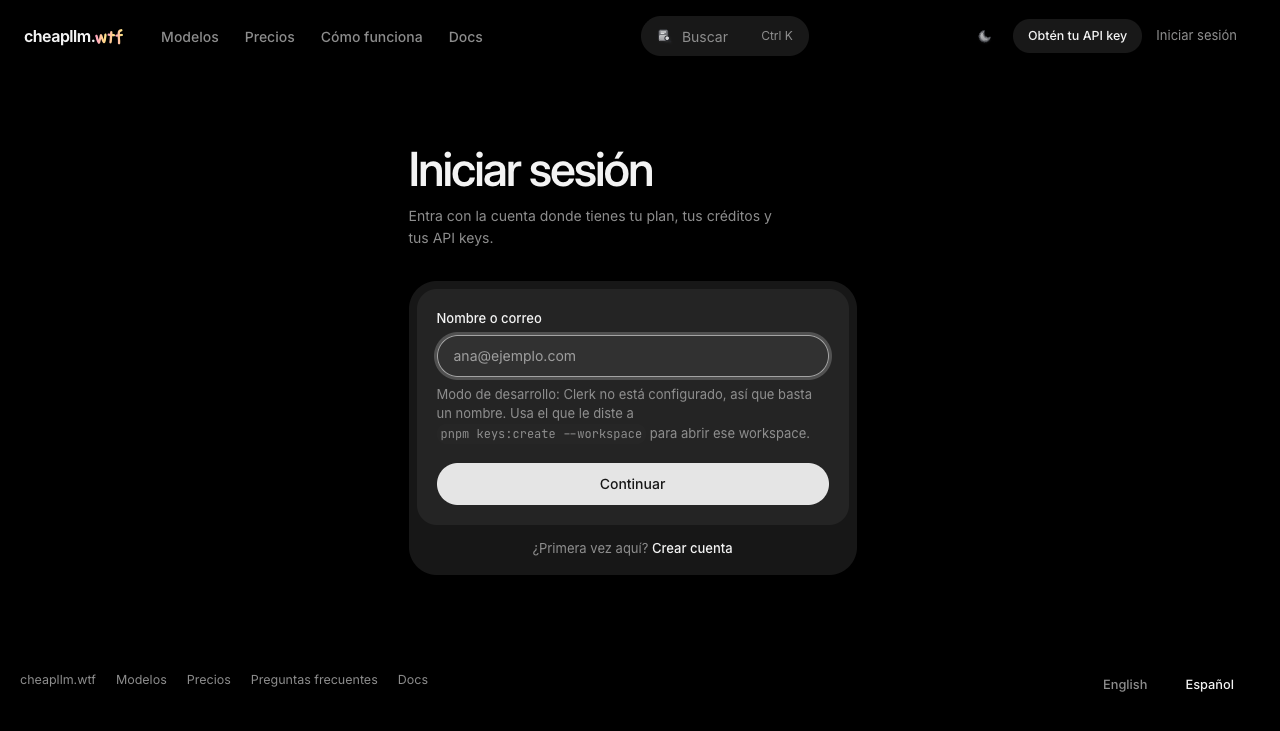 cheapllm.wtf
Modelos
Precios
Cómo funciona
Docs
Buscar
Ctrl K
Obtén tu API key
Iniciar sesión
Iniciar sesión
Entra con la cuenta donde tienes tu plan, tus créditos y
tus API keys.
Nombre o correo
ana@ejemplo.com
Modo de desarrollo: Clerk no está configurado, así que basta
un nombre. Usa el que le diste a
pnpm keys:create --workspace para abrir ese workspace.
Continuar
¿Primera vez aquí? Crear cuenta
cheapllm.wtf
Modelos
Precios
Preguntas frecuentes
Docs
English
Español